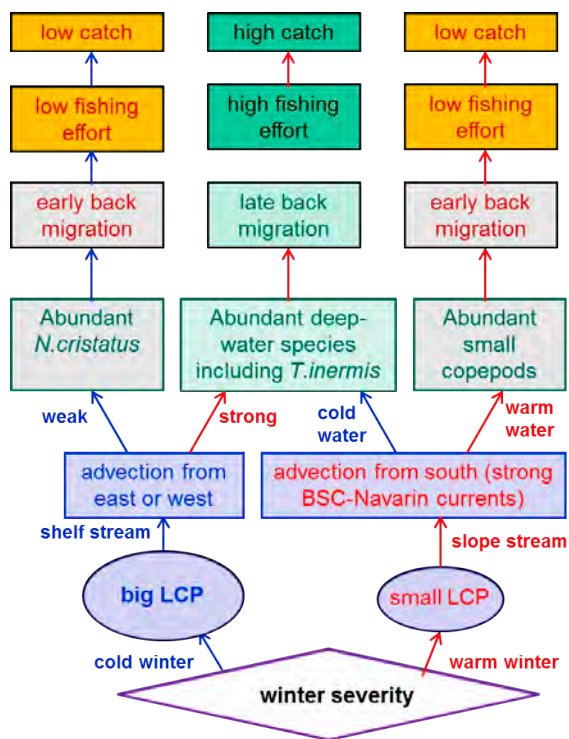 low catch
high catch
low catch
low fishing
effort
high fishing
effort
low fishing
effort
early back
migration
late back
migration
early back
migration
Abundant
N.cristatus
Abundant deep-
water species
including T.inermis
Abundant
small
copepods
weak
strong
cold
water
warm
water
advection from
east or west
advection from south (strong
BSC-Navarin currents)
shelf stream
slope stream
big LCP
small LCP
cold winter
warm winter
winter severity